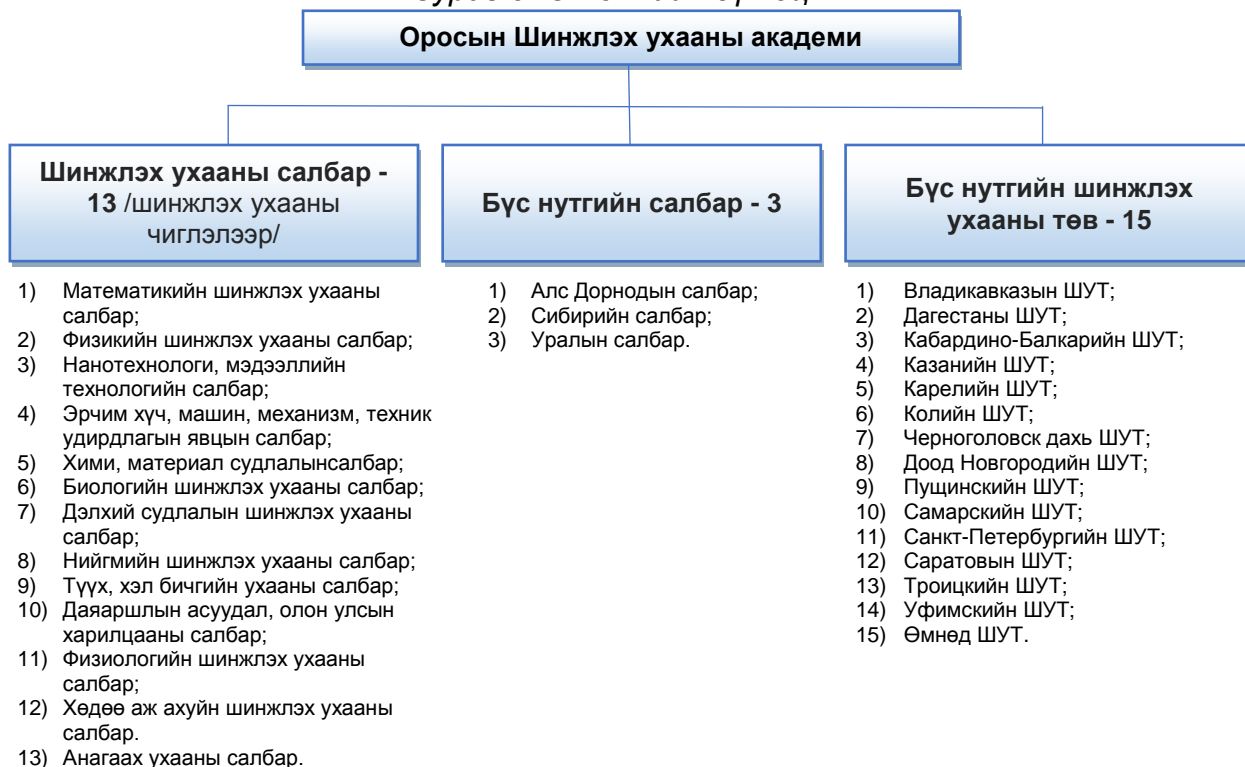 Оросын Шинжлэх ухааны академи
Шинжлэх ухааны салбар -
13 /шинжлэх ухааны
чиглэлээр/
1) Математикийн шинжлэх ухааны
салбар;
2) Физикийн шинжлэх ухааны салбар;
3) Нанотехнологи, мэдээллийн
технологийн салбар;
4) Эрчим хүч, машин, механизм, техник
удирдлагын явцын салбар;
5) Хими, материал судлалынсалбар;
6) Биологийн шинжлэх ухааны салбар;
7) Дэлхий судлалын шинжлэх ухааны
салбар;
8) Нийгмийн шинжлэх ухааны салбар;
9) Түүх, хэл бичгийн ухааны салбар;
10) Даяаршлын асуудал, олон улсын
харилцааны салбар;
11) Физиологийн шинжлэх ухааны
салбар;
12) Хөдөө аж ахуйн шинжлэх ухааны
салбар.
13) Анагаах ухааны салбар.
Бүс нутгийн салбар - 3
1) Алс Дорнодын салбар;
2) Сибирийн салбар;
3) Уралын салбар.
Бүс нутгийн шинжлэх
ухааны төв - 15
1) Владикавказын ШУТ;
2) Дагестаны ШУТ;
3) Кабардино-Балкарийн ШУТ;
4) Казанийн ШУТ;
5) Карелийн ШУТ;
6) Колийн ШУТ;
7) Черноголовск дахь ШУТ;
8) Доод Новгородийн ШУТ;
9) Пущинскийн ШУТ;
10) Самарскийн ШУТ;
11) Санкт-Петербургийн ШУТ;
12) Саратовын ШУТ;
13) Троицкийн ШУТ;
14) Уфимскийн ШУТ;
15) Өмнөд ШУТ.